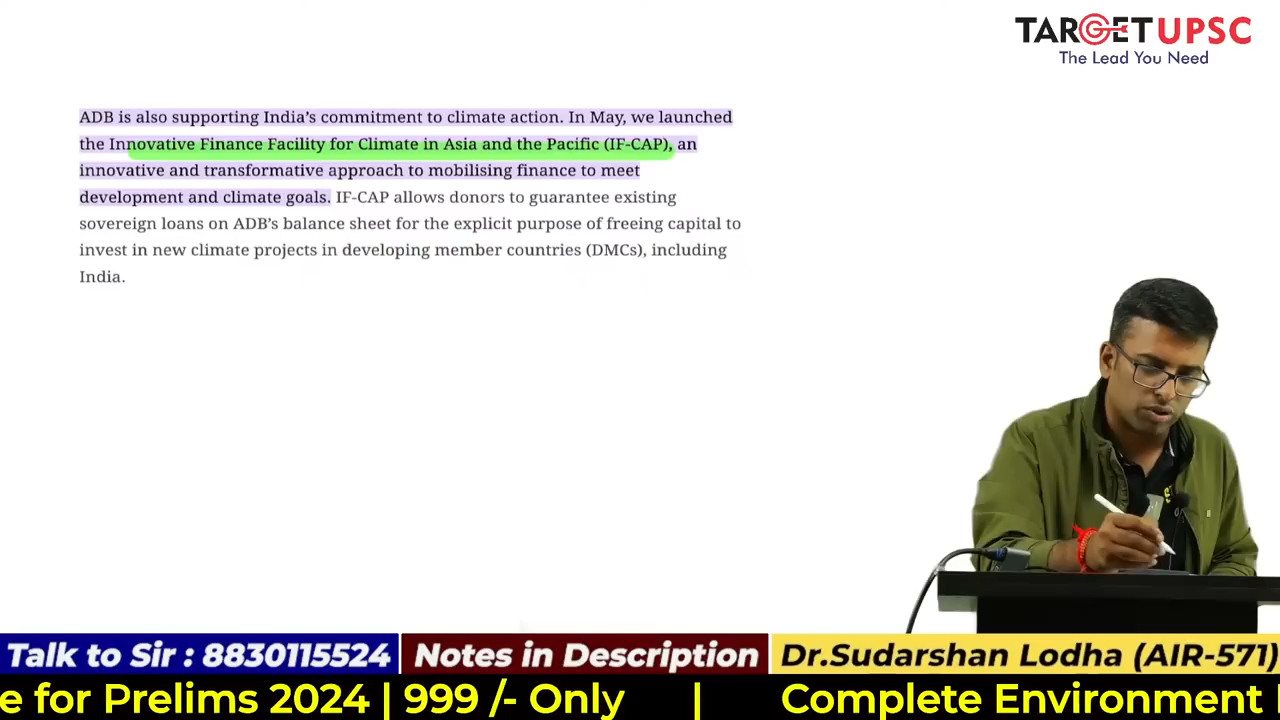 TARGETUPSC
The Lead You Need
ADB is also supporting India’s commitment to climate action. In May, we launched
the Innovative Finance Facility for Climate in Asia and the Pacific (IF-CAP), an
innovative and transformative approach to mobilising finance to meet
development and climate goals. IF-CAP allows donors to guarantee existing
sovereign loans on ADB’s balance sheet for the explicit purpose of freeing capital to
invest in new climate projects in developing member countries (DMCs), including
India.
Talk to Sir : 8830115524
Notes in Description
Dr.Sudarshan Lodha (AIR-571)
e for Prelims 2024 | 999 /- Only | Complete Environment